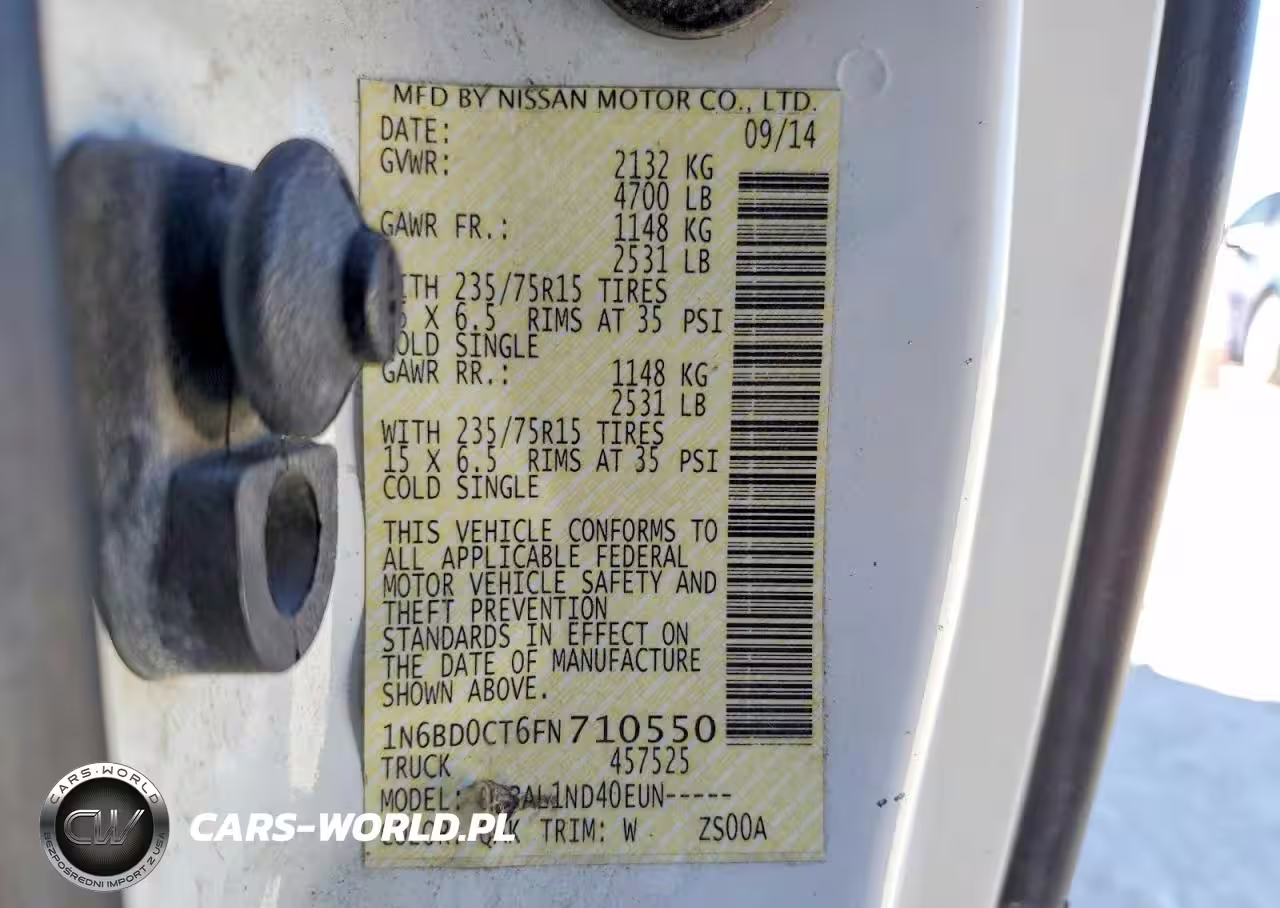 MFD BY NISSAN MOTOR CO., LTD.
DATE: 09/14
GVWR: 2132 KG
4700 LB
GAWR FR.: 1148 KG
2531 LB
235/75R15 TIRES
X 6.5 RIMS AT 35 PSI
SINGLE
GAWR RR.: 1148 KG
2531 LB
WITH 235/75R15 TIRES
15 X 6.5 RIMS AT 35 PSI
COLD SINGLE
THIS VEHICLE CONFORMS TO
ALL APPLICABLE FEDERAL
MOTOR VEHICLE SAFETY AND
THEFT PREVENTION
STANDARDS IN EFFECT ON
THE DATE OF MANUFACTURE
SHOWN ABOVE.
1N6BD0CT6FN710550
TRUCK 457525
MODEL:
TRIM: W ZS00A
CARS-WORLD
CW
BEZPOŚREDNI IMPORT Z USA
CARS-WORLD.PL